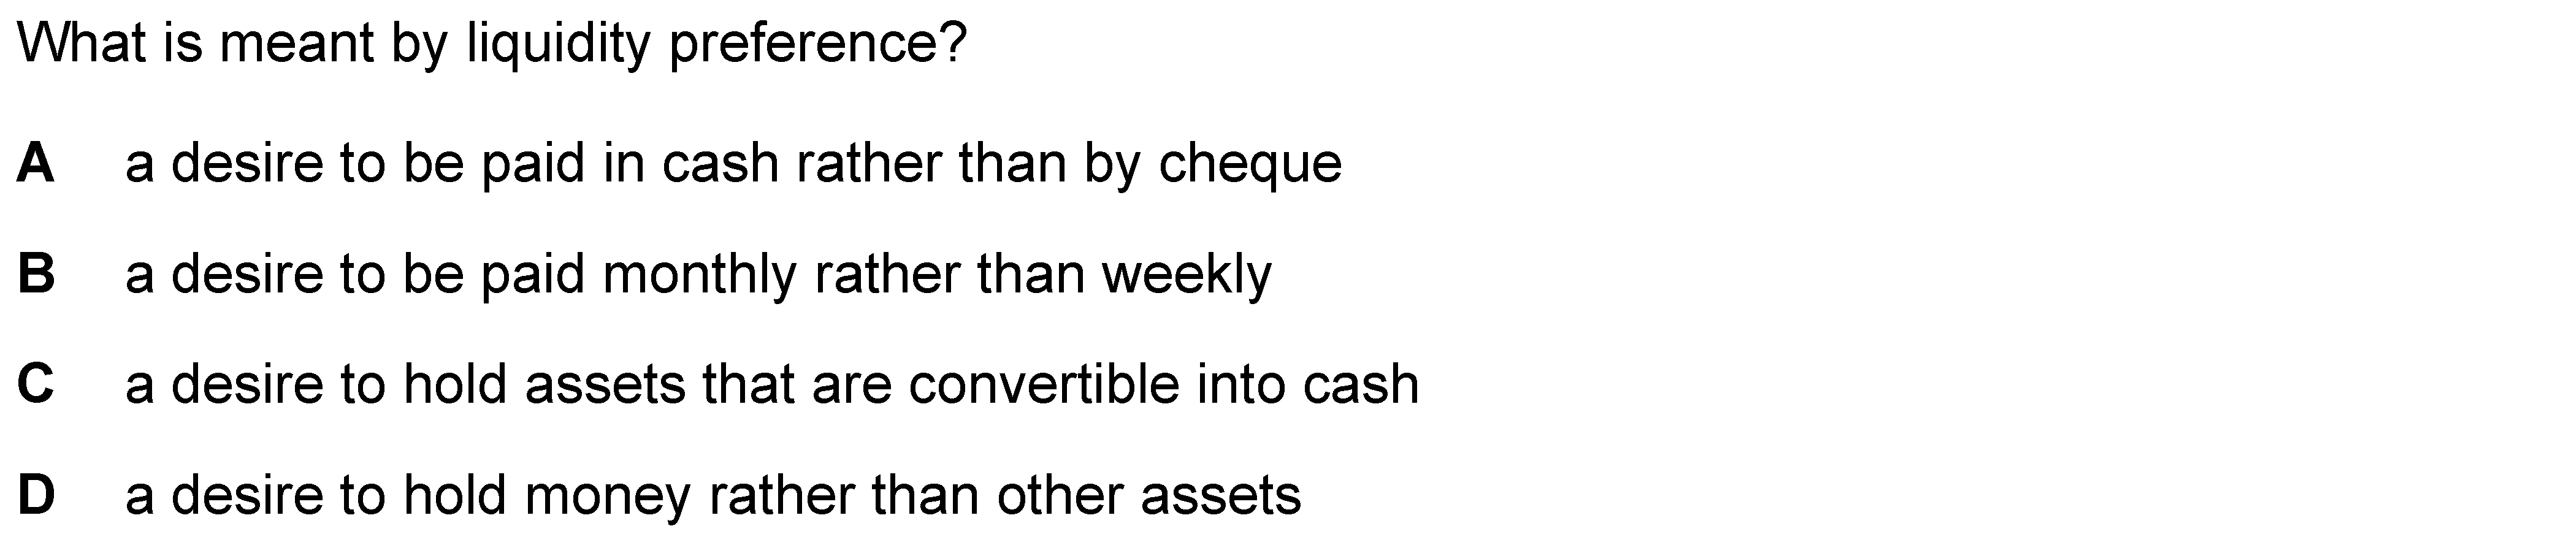 What is meant by liquidity preference?
A a desire to be paid in cash rather than by cheque
B a desire to be paid monthly rather than weekly
C a desire to hold assets that are convertible into cash
D a desire to hold money rather than other assets